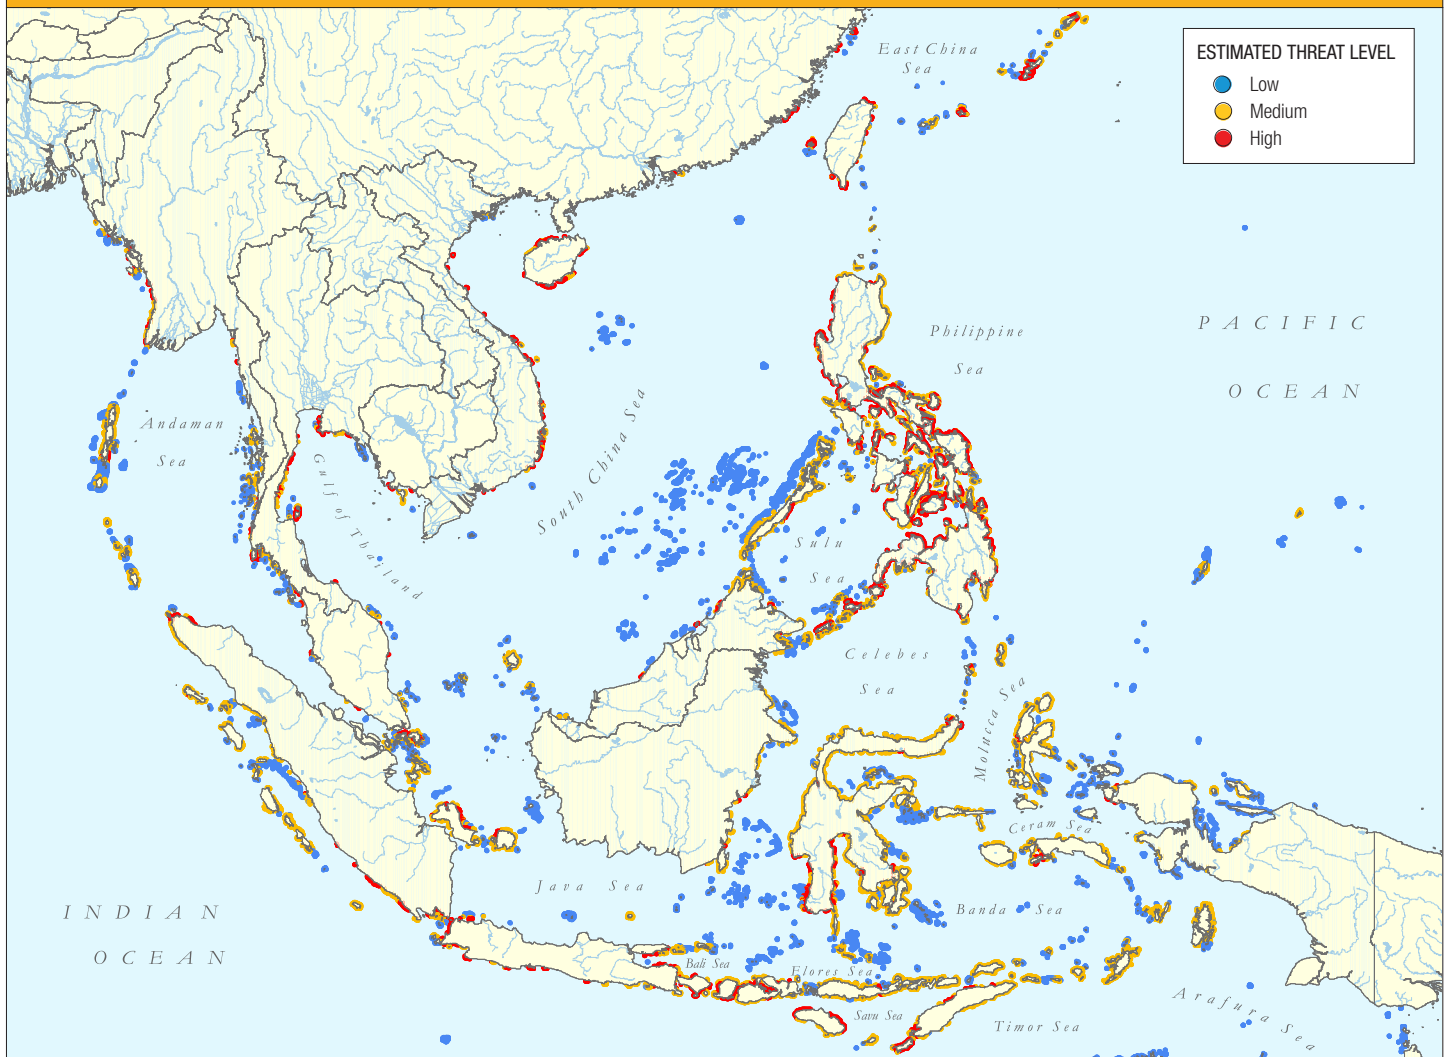 ESTIMATED THREAT LEVEL
Low
Medium
High
East China
Sea
PACIFIC
OCEAN
Philippine
Sea
Andaman
Sea
South China Sea
Gulf of Thailand
Sulu
Sea
Celebes
Sea
Molucca Sea
Ceram Sea
Java Sea
Banda Sea
INDIAN
OCEAN
Bali Sea
Elores Sea
Savu Sea
Timor Sea
Arafura Sea